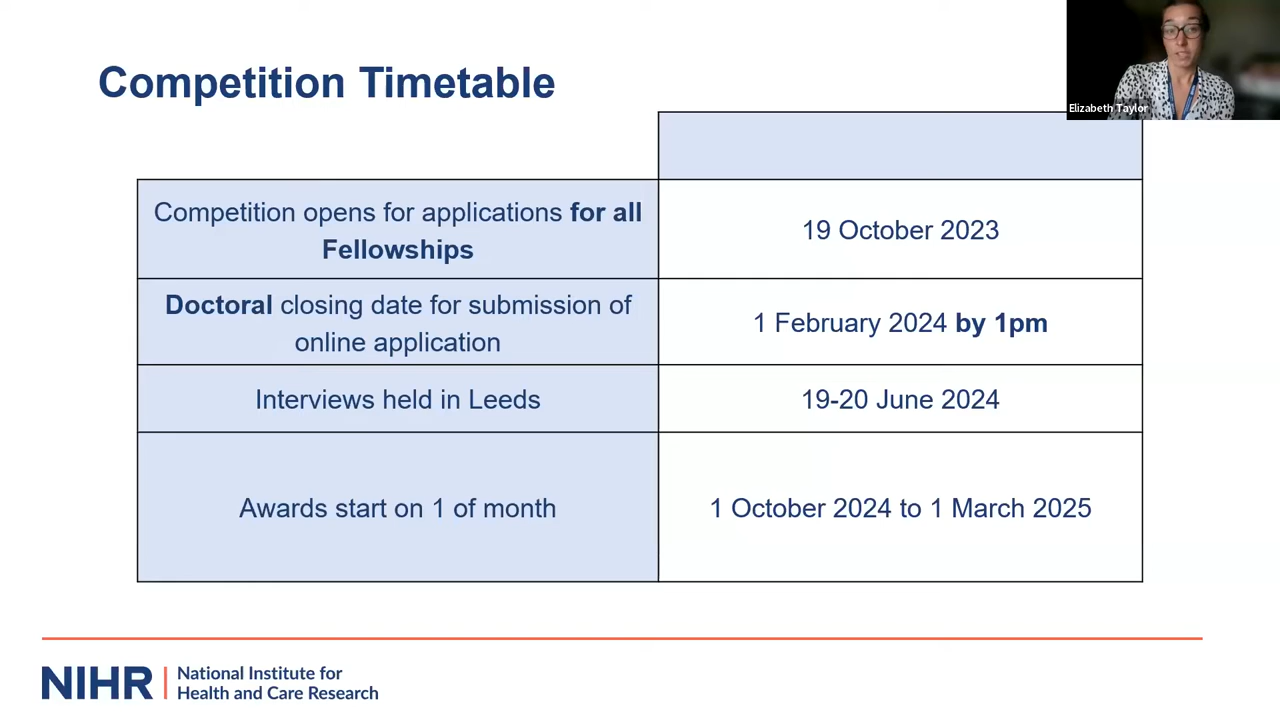 Competition Timetable
Elizabeth Taylor
Competition opens for applications for all
Fellowships
19 October 2023
Doctoral closing date for submission of
online application
1 February 2024 by 1pm
Interviews held in Leeds
19-20 June 2024
Awards start on 1 of month
1 October 2024 to 1 March 2025
NIHR
National Institute for
Health and Care Research